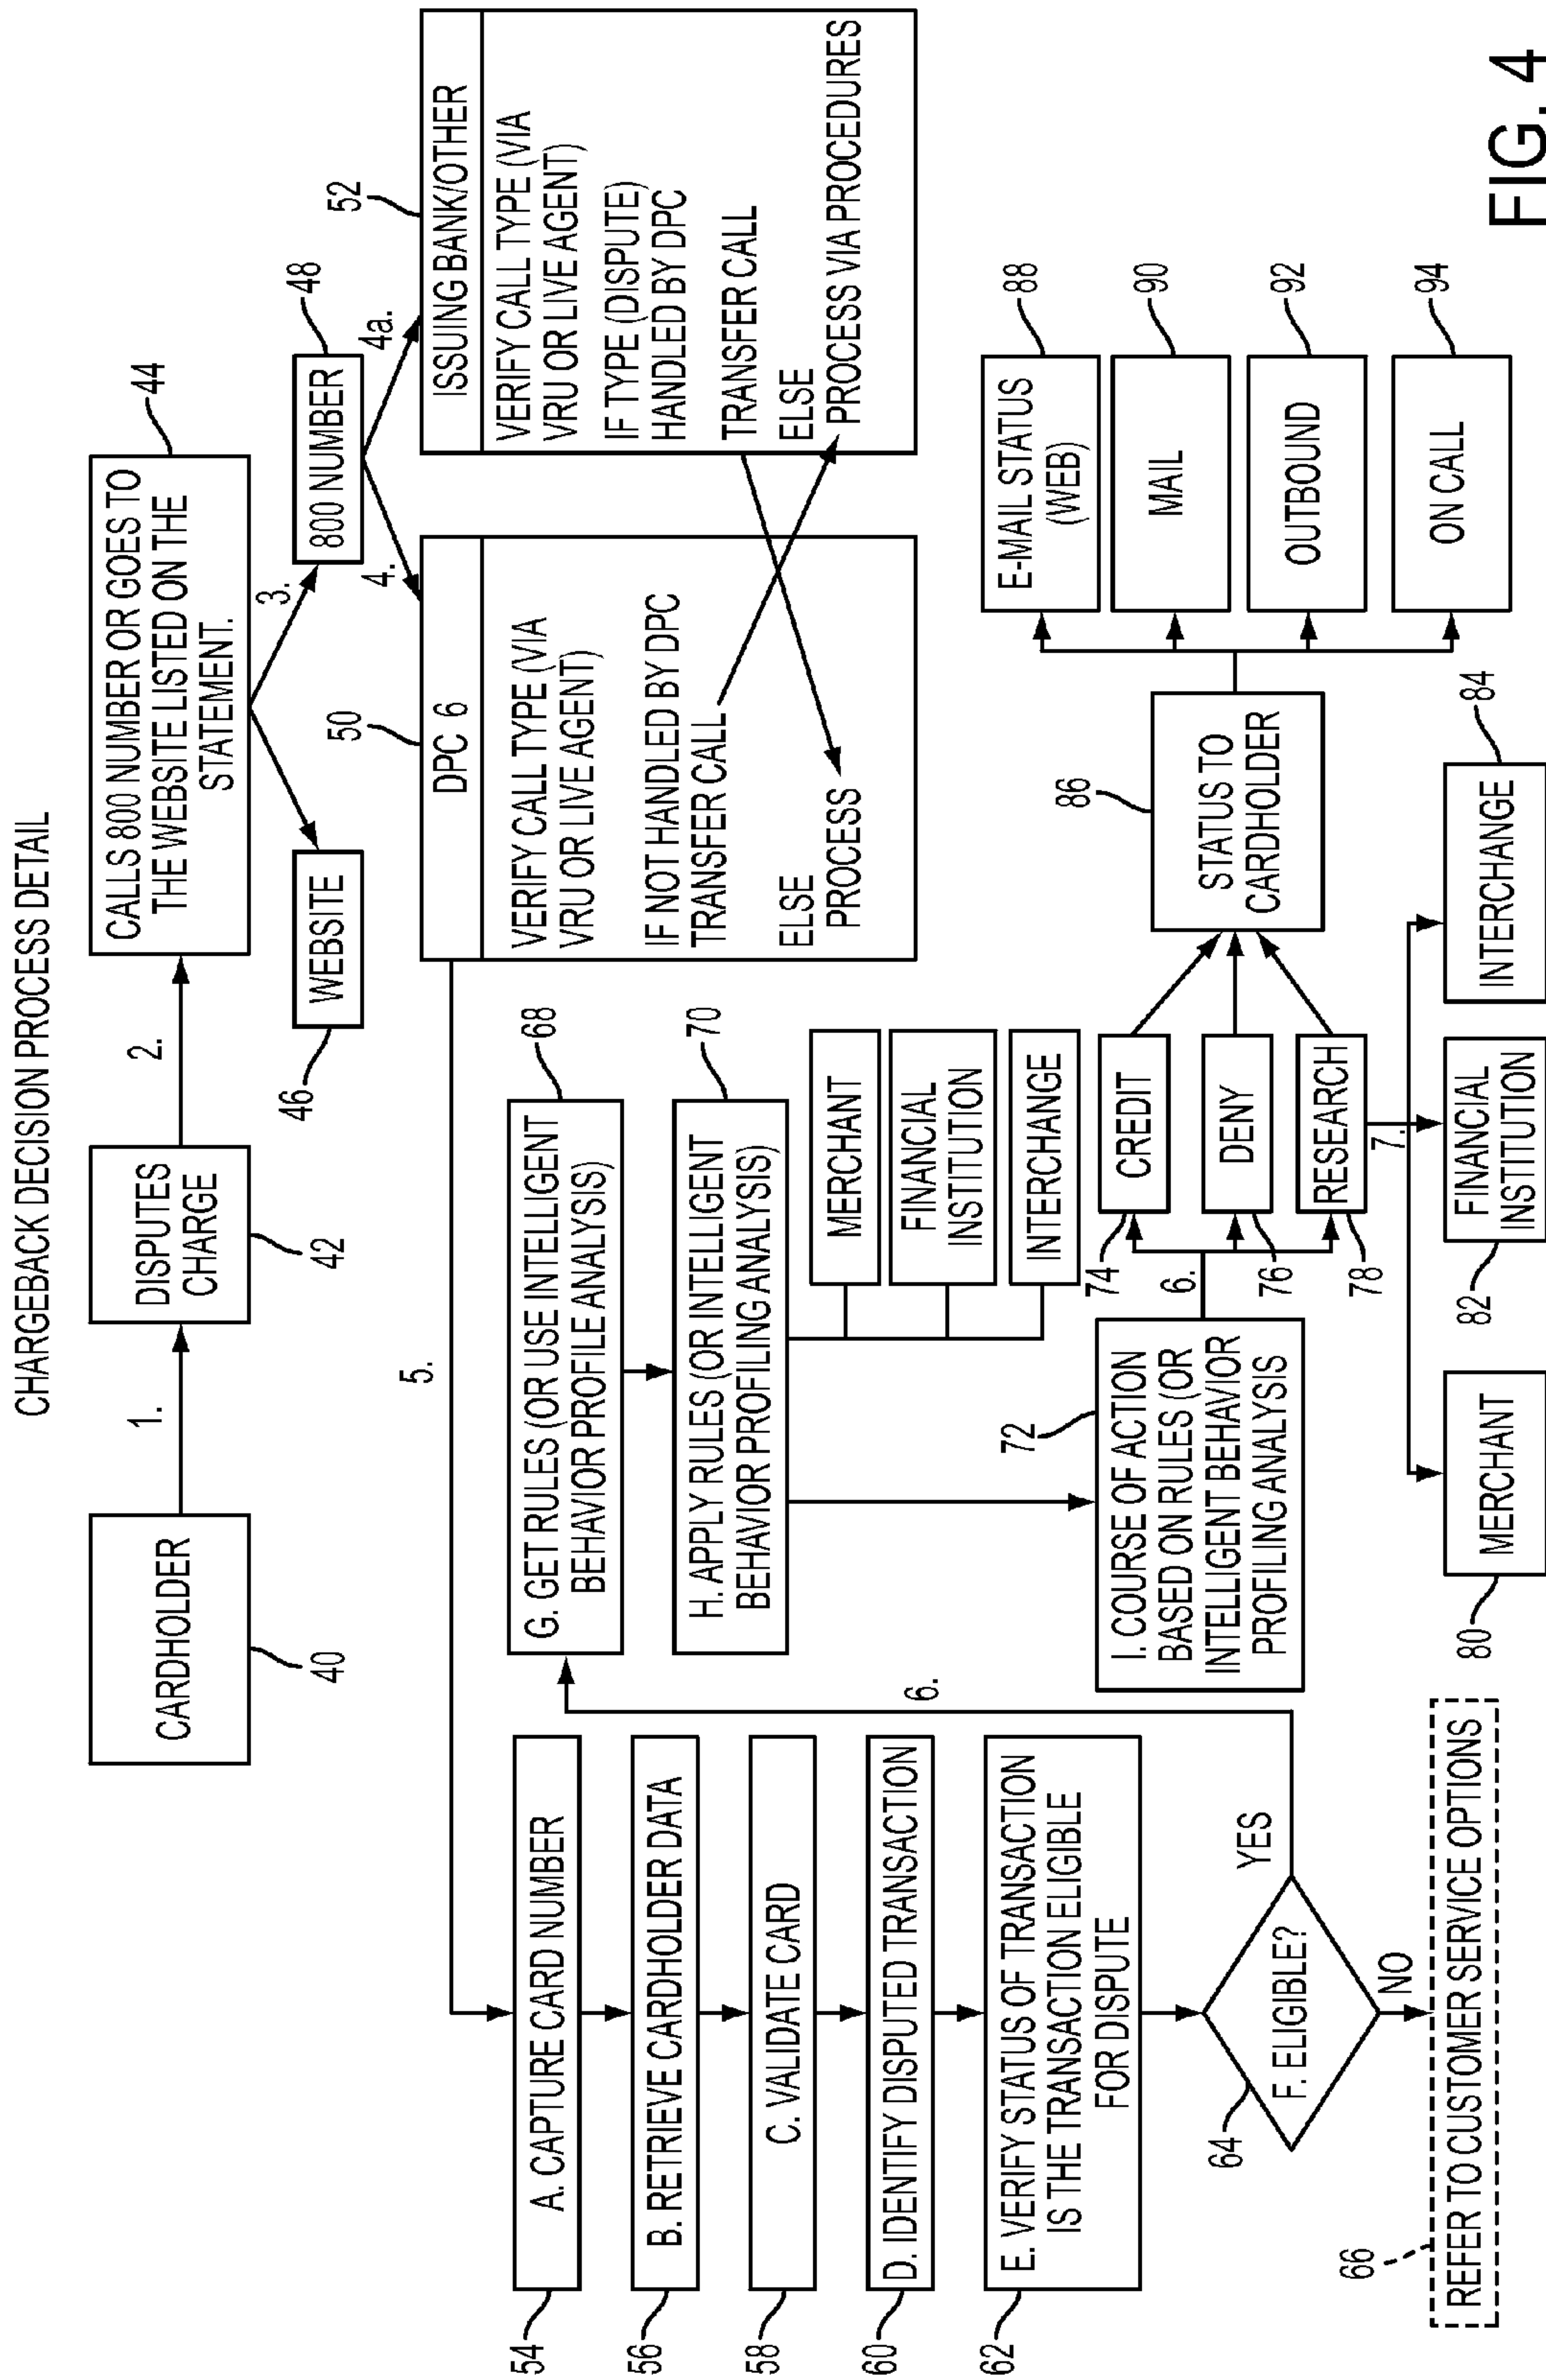 CHARGEBACK DECISION PROCESS DETAIL
CARDHOLDER
40
1.
DISPUTES
CHARGE
42
2.
CALLS 800 NUMBER OR GOES TO
THE WEBSITE LISTED ON THE
STATEMENT.
44
3.
WEBSITE
46
800 NUMBER
48
4.
4a.
50
DPC 6
VERIFY CALL TYPE (VIA
VRU OR LIVE AGENT)
IF NOT HANDLED BY DPC
TRANSFER CALL
ELSE
PROCESS
52
ISSUING BANK/OTHER
VERIFY CALL TYPE (VIA
VRU OR LIVE AGENT)
IF TYPE (DISPUTE)
HANDLED BY DPC
TRANSFER CALL
ELSE
PROCESS VIA PROCEDURES
5.
A. CAPTURE CARD NUMBER
54
B. RETRIEVE CARDHOLDER DATA
56
C. VALIDATE CARD
58
D. IDENTIFY DISPUTED TRANSACTION
60
E. VERIFY STATUS OF TRANSACTION
IS THE TRANSACTION ELIGIBLE
FOR DISPUTE
62
F. ELIGIBLE?
64
YES
NO
REFER TO CUSTOMER SERVICE OPTIONS
66
6.
G. GET RULES (OR USE INTELLIGENT
BEHAVIOR PROFILE ANALYSIS)
68
H. APPLY RULES (OR INTELLIGENT
BEHAVIOR PROFILING ANALYSIS)
70
MERCHANT
FINANCIAL
INSTITUTION
INTERCHANGE
72
I. COURSE OF ACTION
BASED ON RULES (OR
INTELLIGENT BEHAVIOR
PROFILING ANALYSIS
6.
74
CREDIT
76
DENY
78
RESEARCH
7.
80
MERCHANT
82
FINANCIAL
INSTITUTION
84
INTERCHANGE
86
STATUS TO
CARDHOLDER
E-MAIL STATUS
(WEB)
88
MAIL
90
OUTBOUND
92
ON CALL
94
FIG. 4